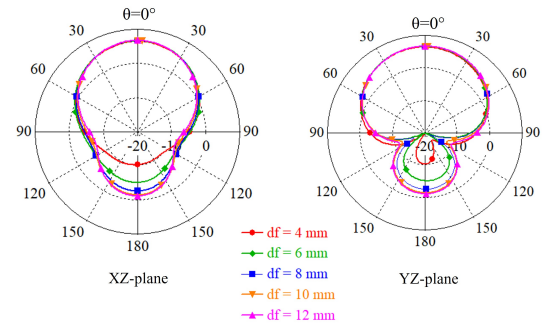 θ=0°
30 30
60 60
90 -20 -10 0 90
120 120
150 150
180
XZ-plane
θ=0°
30 30
60 60
90 -20 -10 0 90
120 120
150 150
180
YZ-plane
df = 4 mm
df = 6 mm
df = 8 mm
df = 10 mm
df = 12 mm